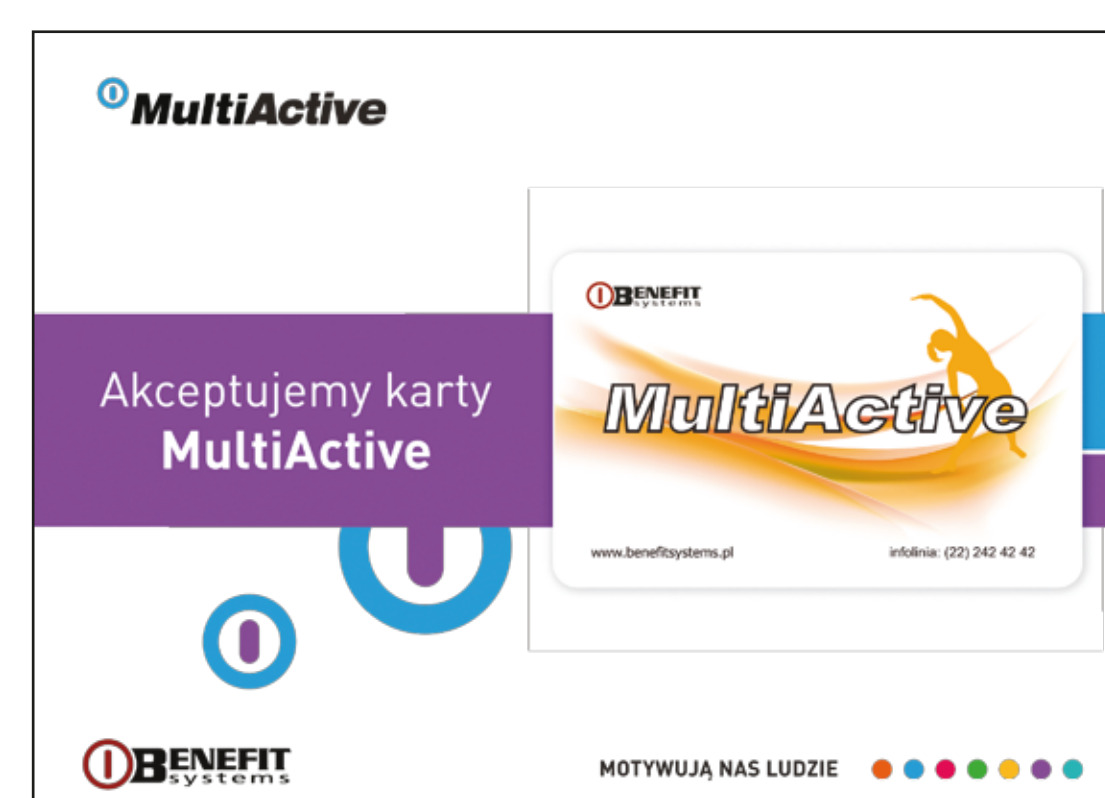 MultiActive
BENEFIT
systems
MultiActive
www.benefitsystems.pl infolinia: (22) 242 42 42
Akceptujemy karty
MultiActive
BENEFIT
systems
MOTYWUJĄ NAS LUDZIE